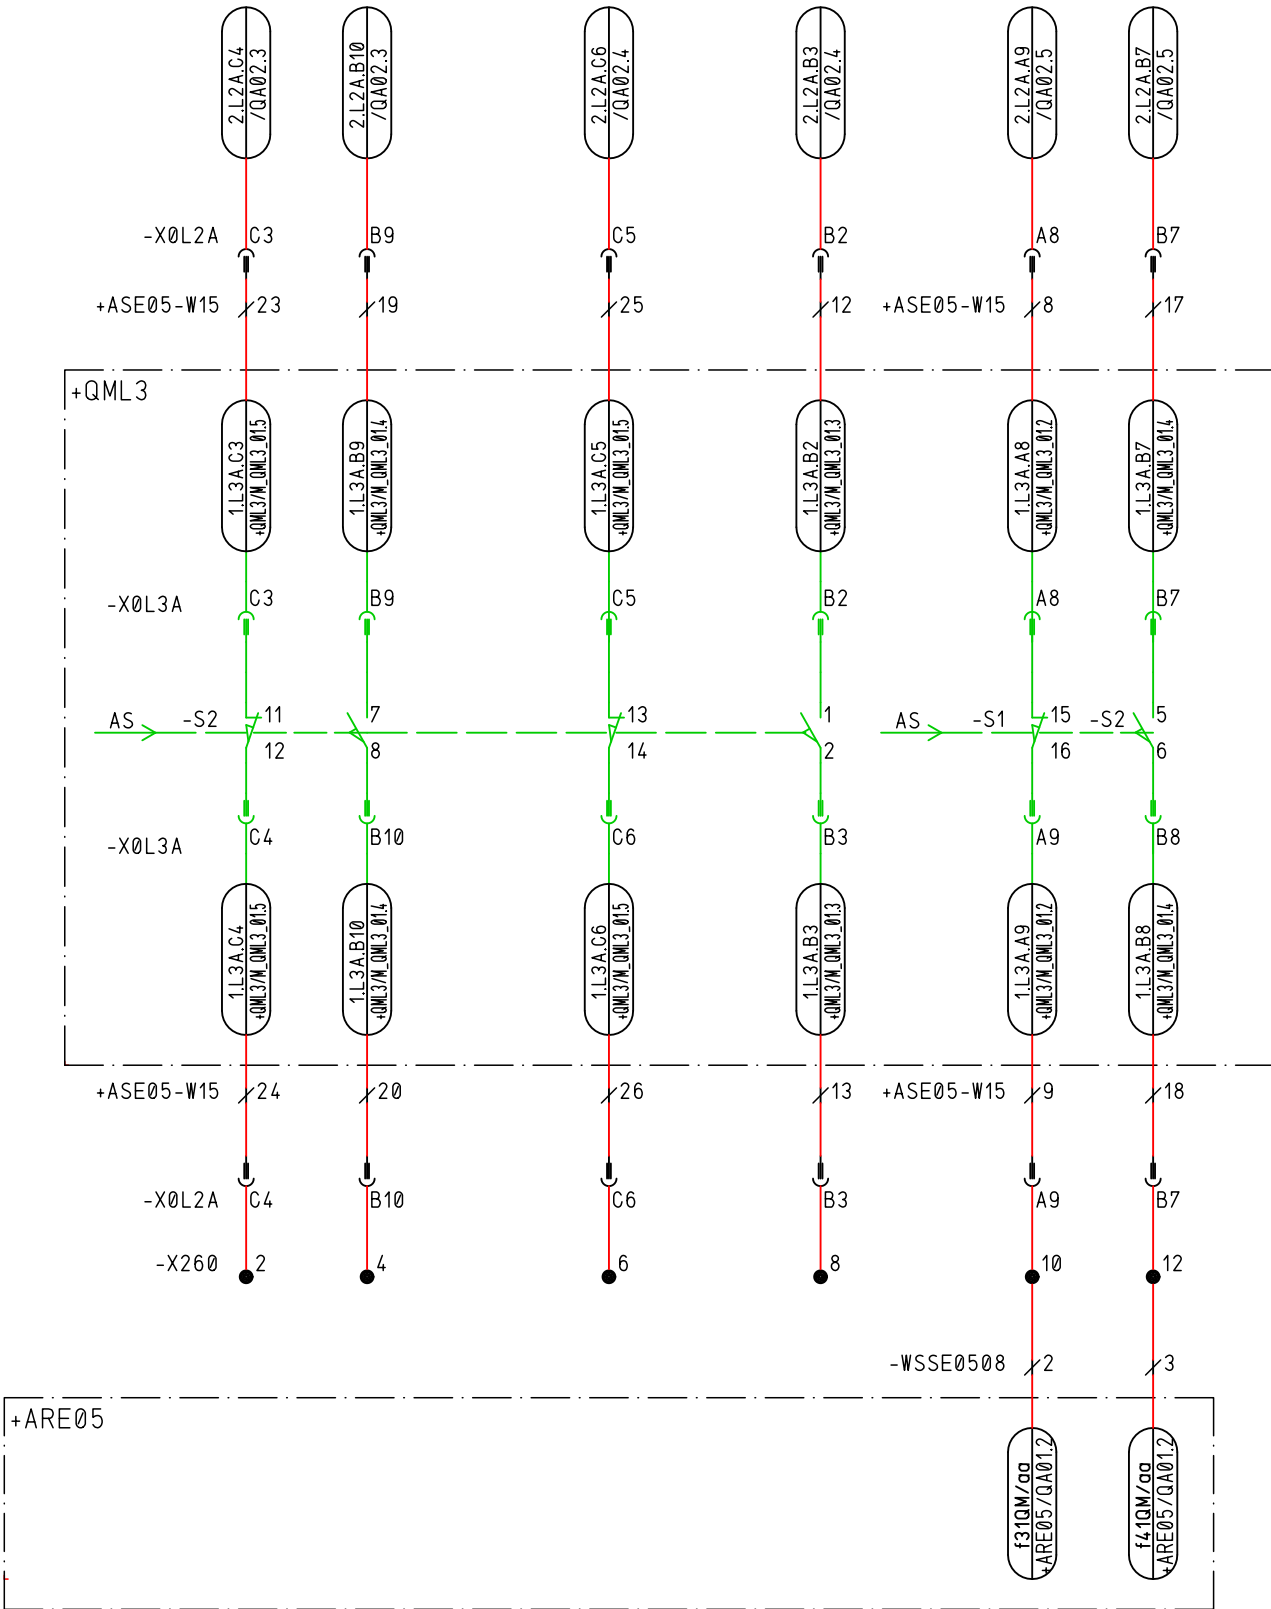 2.L2A.C4
/QA02.3
2.L2A.B10
/QA02.3
2.L2A.C6
/QA02.4
2.L2A.B3
/QA02.4
2.L2A.A9
/QA02.5
2.L2A.B7
/QA02.5
-X0L2A C3 B9 C5 B2 A8 B7
+ASE05-W15 23 19 25 12 +ASE05-W15 8 17
+QML3
1.L3A.C3
+QML3/M_QML3_01.5
1.L3A.B9
+QML3/M_QML3_01.4
1.L3A.C5
+QML3/M_QML3_01.5
1.L3A.B2
+QML3/M_QML3_01.3
1.L3A.A8
+QML3/M_QML3_01.2
1.L3A.B7
+QML3/M_QML3_01.4
-X0L3A C3 B9 C5 B2 A8 B7
AS -S2 11 7 13 1 AS -S1 15 -S2 5
12 8 14 2 16 6
-X0L3A C4 B10 C6 B3 A9 B8
1.L3A.C4
+QML3/M_QML3_01.5
1.L3A.B10
+QML3/M_QML3_01.4
1.L3A.C6
+QML3/M_QML3_01.5
1.L3A.B3
+QML3/M_QML3_01.3
1.L3A.A9
+QML3/M_QML3_01.2
1.L3A.B8
+QML3/M_QML3_01.4
+ASE05-W15 24 20 26 13 +ASE05-W15 9 18
-X0L2A C4 B10 C6 B3 A9 B7
-X260 2 4 6 8 10 12
-WSSE0508 2 3
+ARE05
f31QM/aa
+ARE05/QA01.2
f41QM/aa
+ARE05/QA01.2